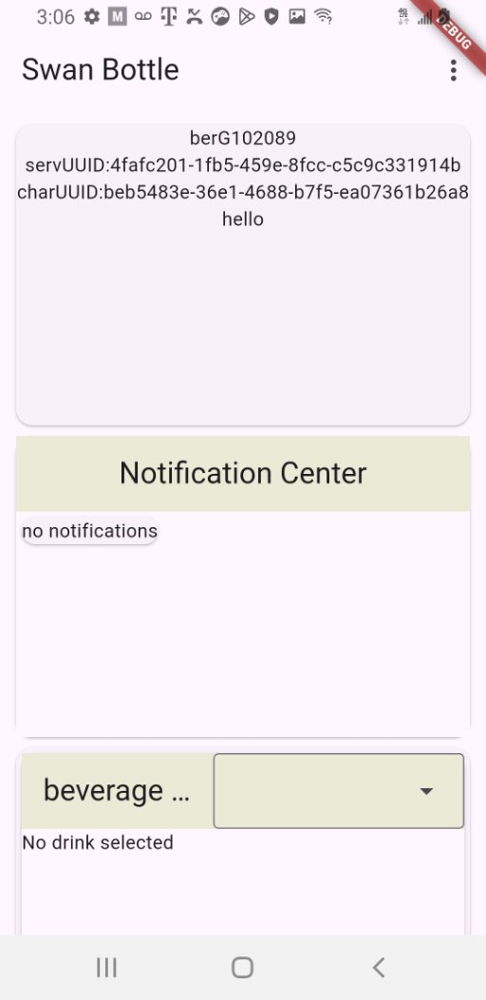 3:06
DEBUG
Swan Bottle
berG102089
servUUID:4fafc201-1fb5-459e-8fcc-c5c9c331914b
charUUID:beb5483e-36e1-4688-b7f5-ea07361b26a8
hello
Notification Center
no notifications
beverage ...
No drink selected